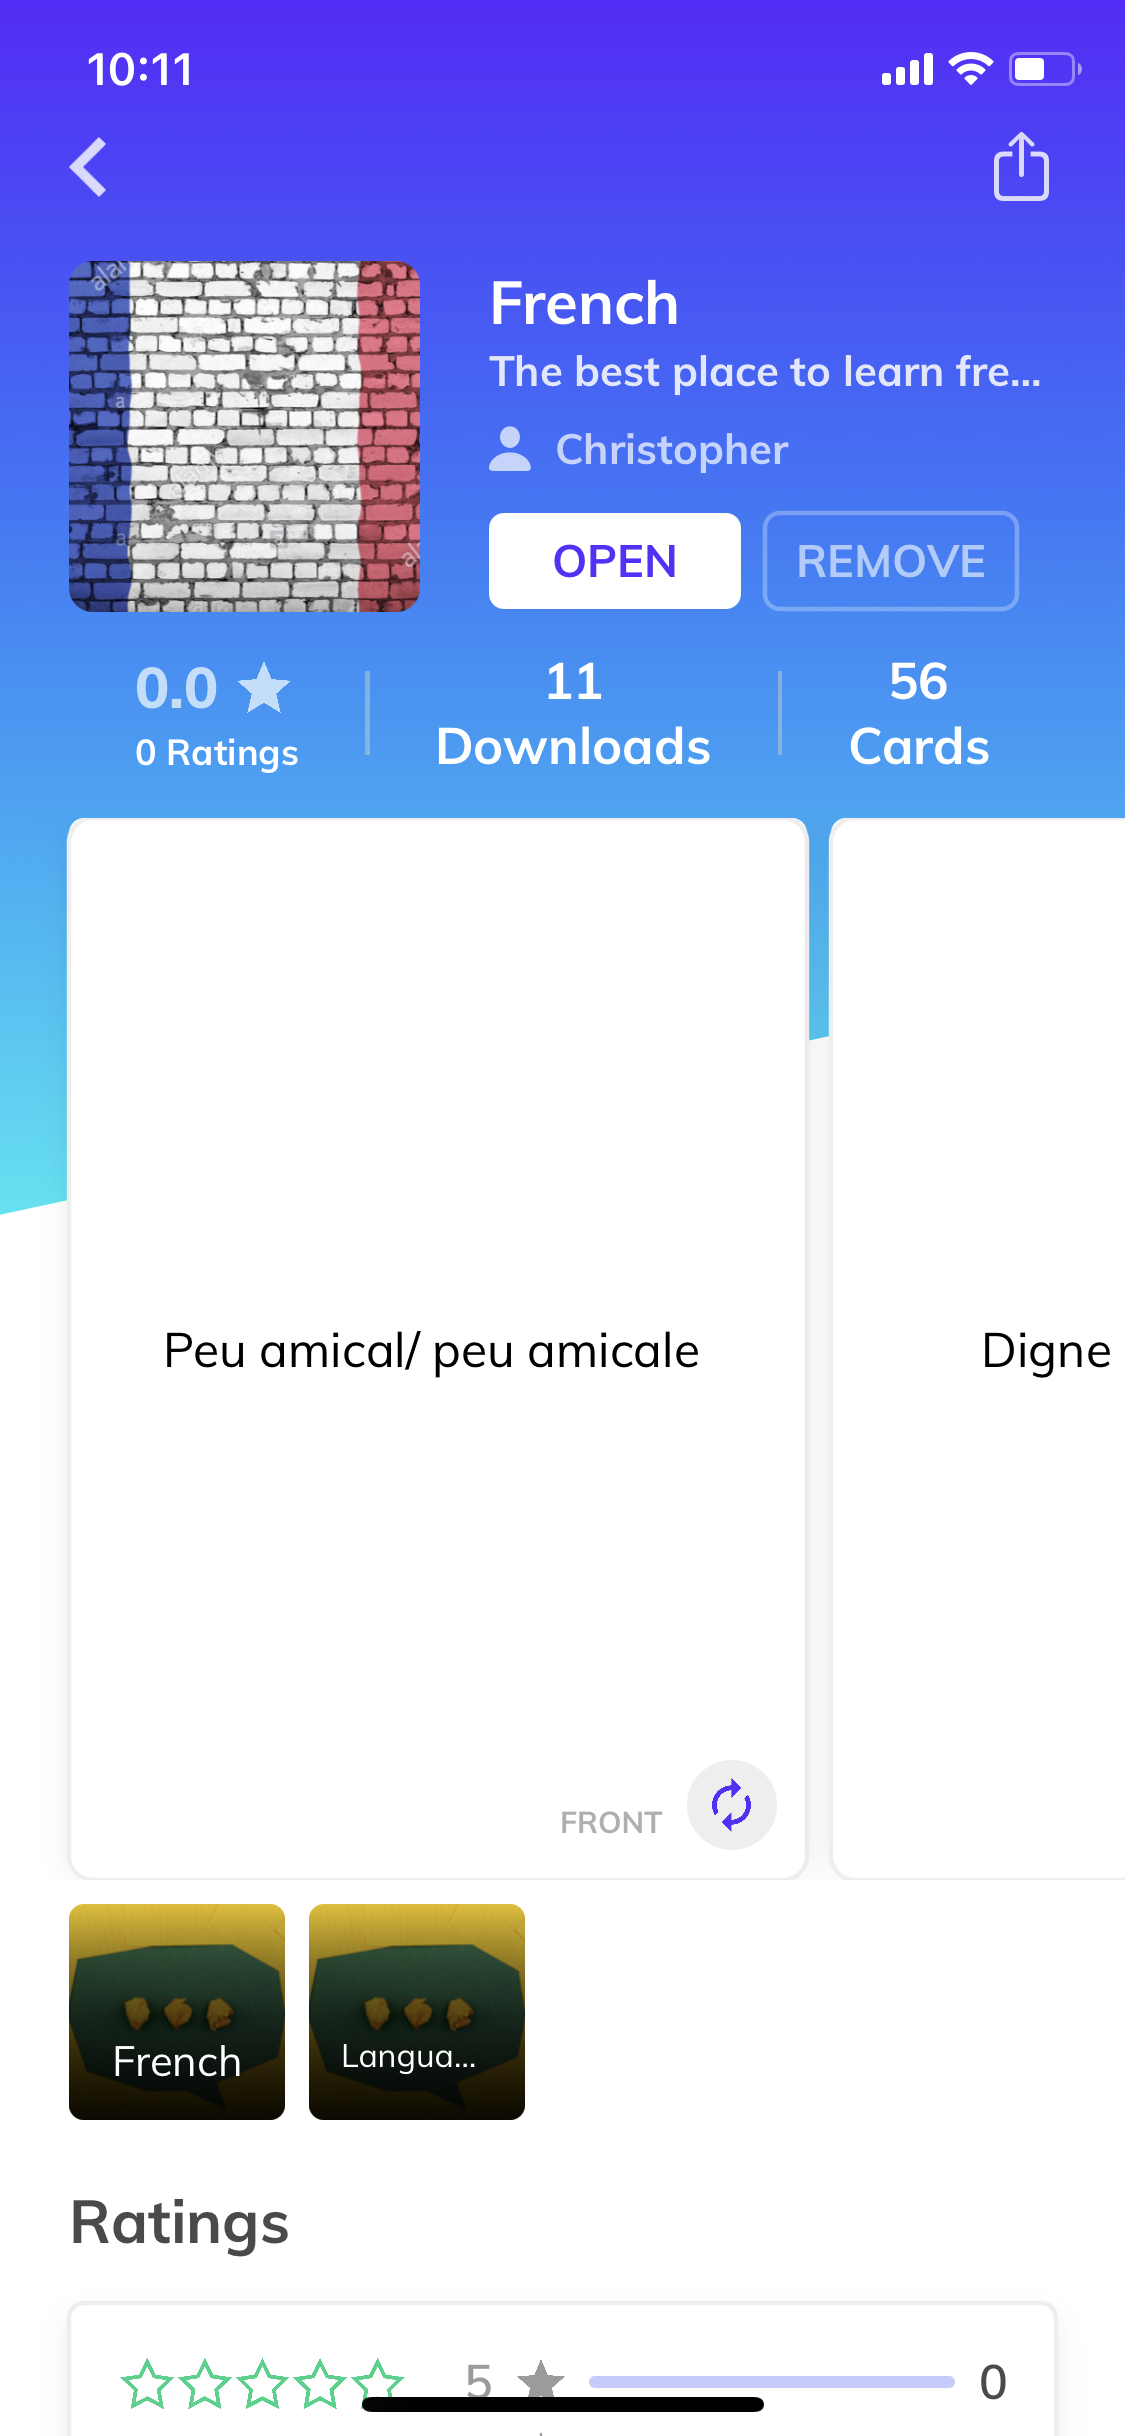 10:11
French
The best place to learn fre...
Christopher
OPEN
REMOVE
0.0
0 Ratings
11
Downloads
56
Cards
Peu amical/ peu amicale
Digne
FRONT
French
Langua...
Ratings
5
0